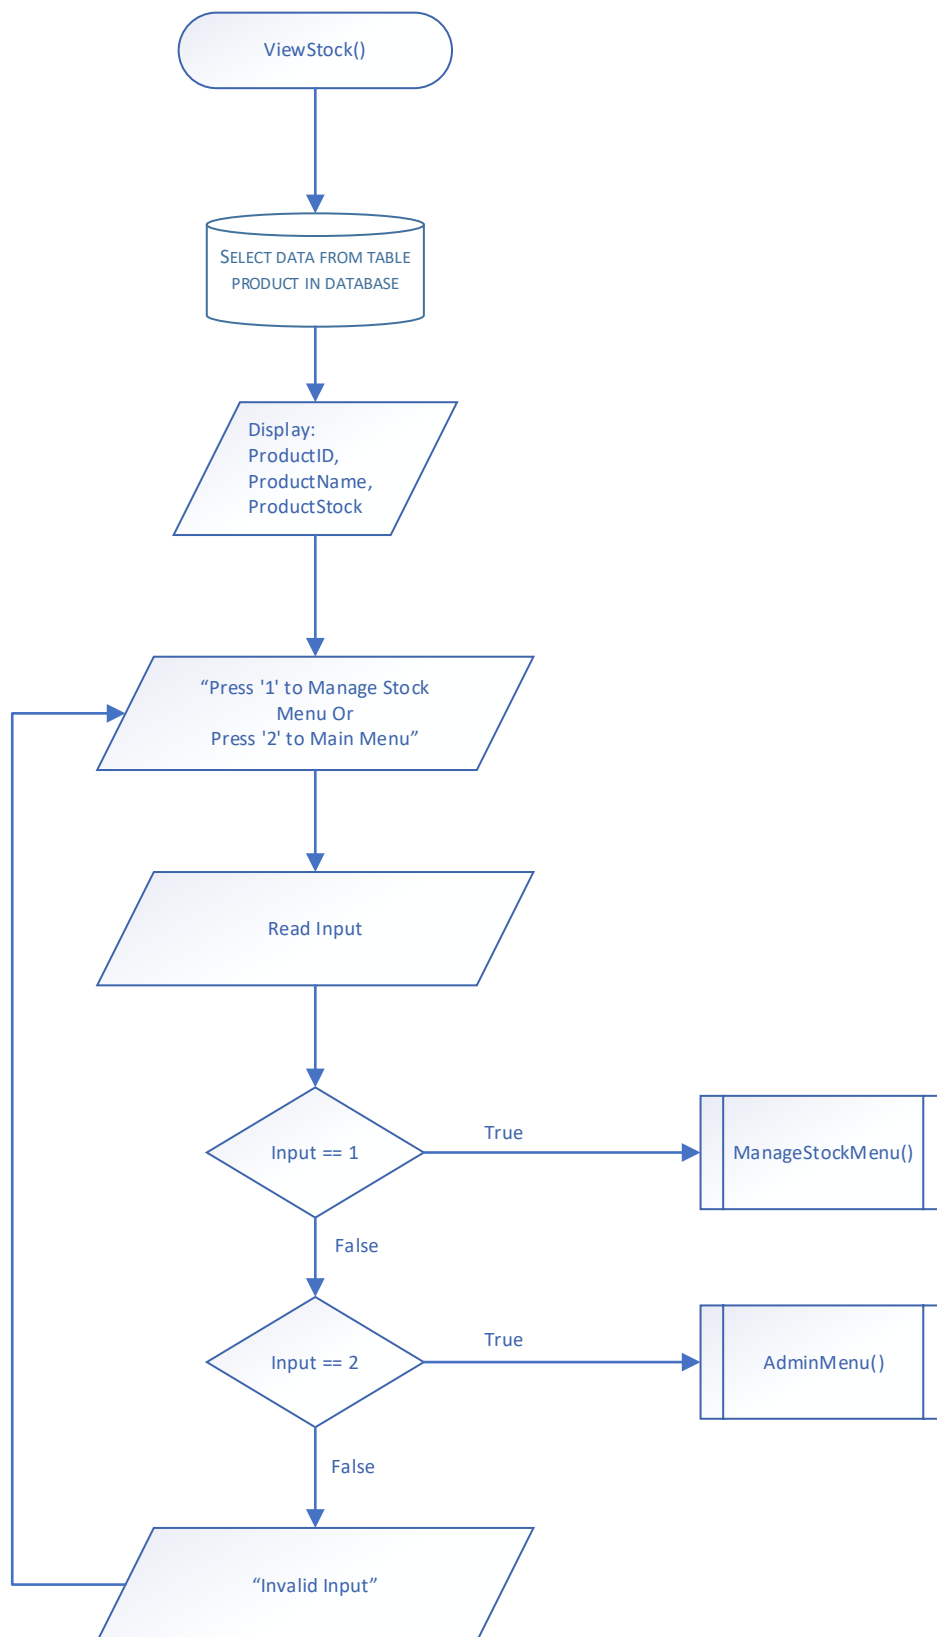 ViewStock()
SELECT DATA FROM TABLE
PRODUCT IN DATABASE
Display:
ProductID,
ProductName,
ProductStock
“Press '1' to Manage Stock
Menu Or
Press '2' to Main Menu”
Read Input
Input == 1
True
ManageStockMenu()
False
Input == 2
True
AdminMenu()
False
“Invalid Input”